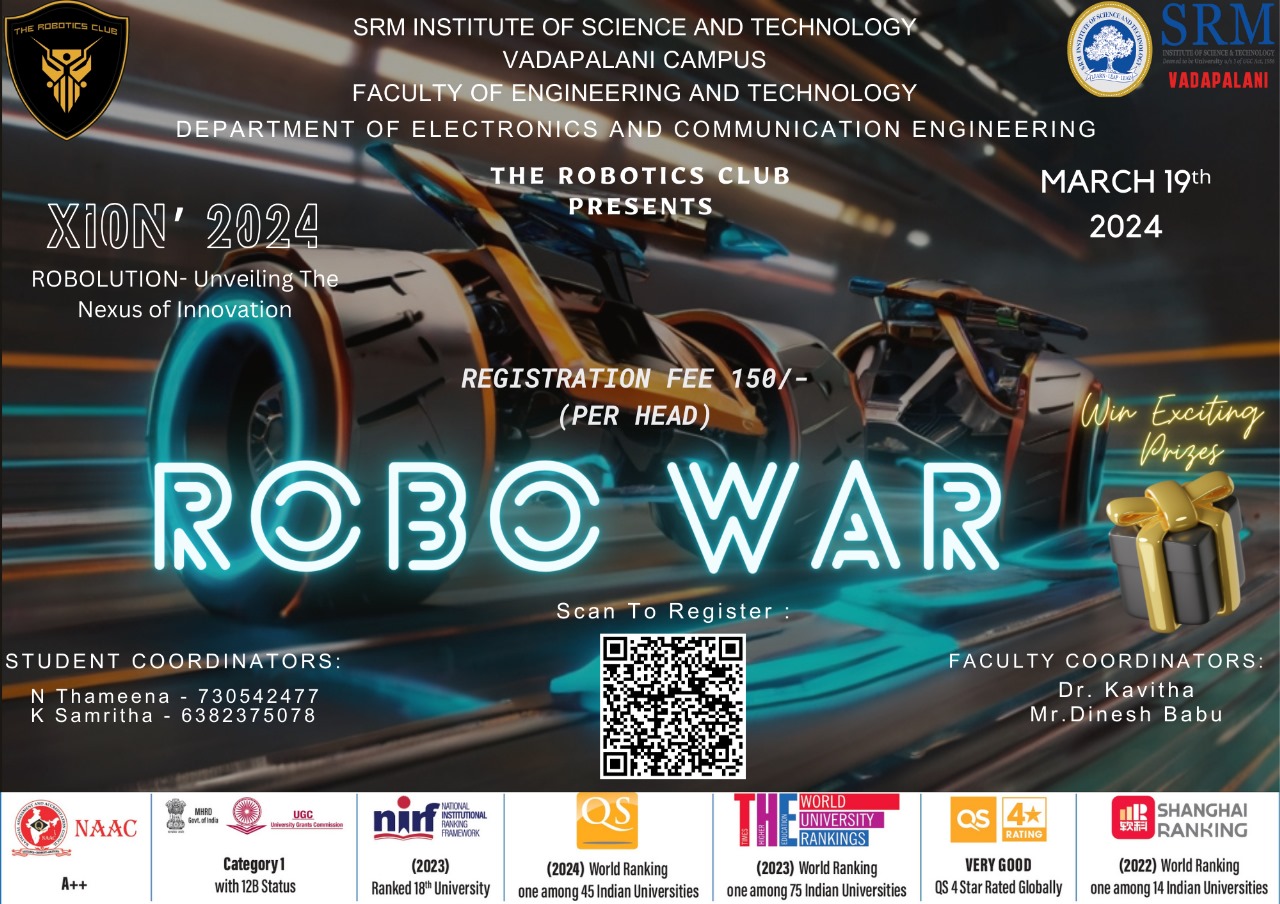 THE ROBOTICS CLUB
SRM INSTITUTE OF SCIENCE AND TECHNOLOGY
VADAPALANI CAMPUS
FACULTY OF ENGINEERING AND TECHNOLOGY
DEPARTMENT OF ELECTRONICS AND COMMUNICATION ENGINEERING
SRM
INSTITUTE OF SCIENCE & TECHNOLOGY
VADAPALANI
THE ROBOTICS CLUB
PRESENTS
MARCH 19th
2024
XION' 2024
ROBOLUTION- Unveiling The
Nexus of Innovation
REGISTRATION FEE 150/-
(PER HEAD)
Win Exciting
Prizes
ROBO WAR
Scan To Register :
STUDENT COORDINATORS:
N Thameena - 730542477
K Samritha - 6382375078
FACULTY COORDINATORS:
Dr. Kavitha
Mr.Dinesh Babu
NAAC
A++
MHRD
Govt. of India
UGC
University Grants Commission
Category 1
with 12B Status
nirf
NATIONAL
INSTITUTIONAL
RANKING
FRAMEWORK
(2023)
Ranked 18th University
QS
(2024) World Ranking
one among 45 Indian Universities
THE
TIMES
HIGHER
EDUCATION
WORLD
UNIVERSITY
RANKINGS
(2023) World Ranking
one among 75 Indian Universities
QS
4★
RATING
VERY GOOD
QS 4 Star Rated Globally
软科
SHANGHAI
RANKING
(2022) World Ranking
one among 14 Indian Universities